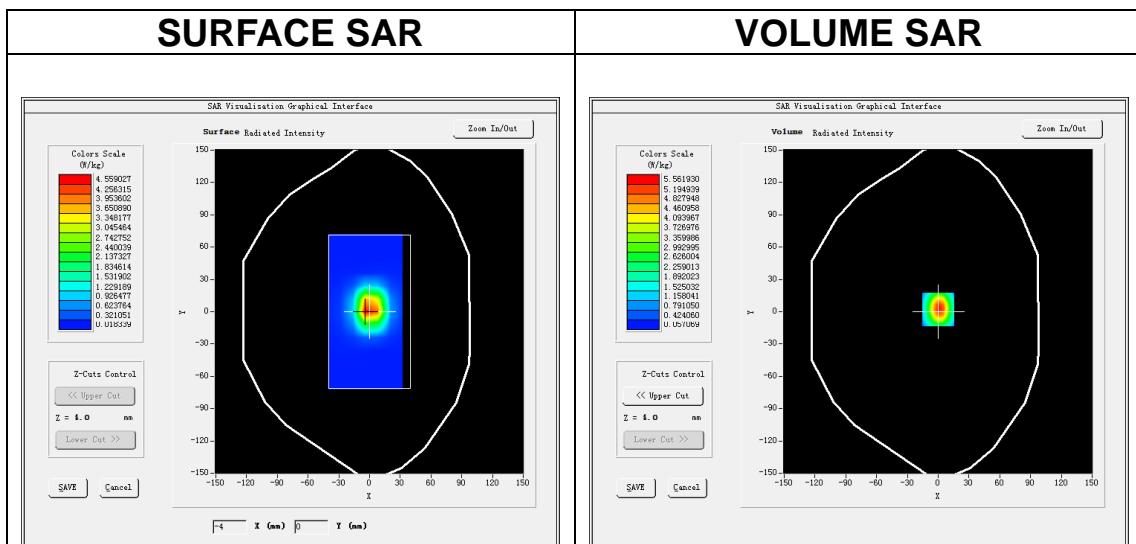 SURFACE SAR
VOLUME SAR
SAR Visualisation Graphical Interface
Surface Radiated Intensity
Zoom In/Out
Colors Scale
(W/kg)
4.559027
4.256315
3.953602
3.650890
3.348177
3.045464
2.742752
2.440039
2.137327
1.834614
1.531902
1.229189
0.926477
0.623764
0.321051
0.018339
150
120
90
60
30
0
-30
-60
-90
-120
-150
Y
-150 -120 -90 -60 -30 0 30 60 90 120 150
X
Z-Cuts Control
<< Upper Cut
Z = 4.0 mm
Lower Cut >>
SAVE
Cancel
-4 X (mm) 0 Y (mm)
SAR Visualisation Graphical Interface
Volume Radiated Intensity
Zoom In/Out
Colors Scale
(W/kg)
5.561930
5.194939
4.827948
4.460958
4.093967
3.726976
3.359986
2.992995
2.626004
2.259013
1.892023
1.525032
1.158041
0.791050
0.424060
0.057069
150
120
90
60
30
0
-30
-60
-90
-120
-150
Y
-150 -120 -90 -60 -30 0 30 60 90 120 150
X
Z-Cuts Control
<< Upper Cut
Z = 4.0 mm
Lower Cut >>
SAVE
Cancel